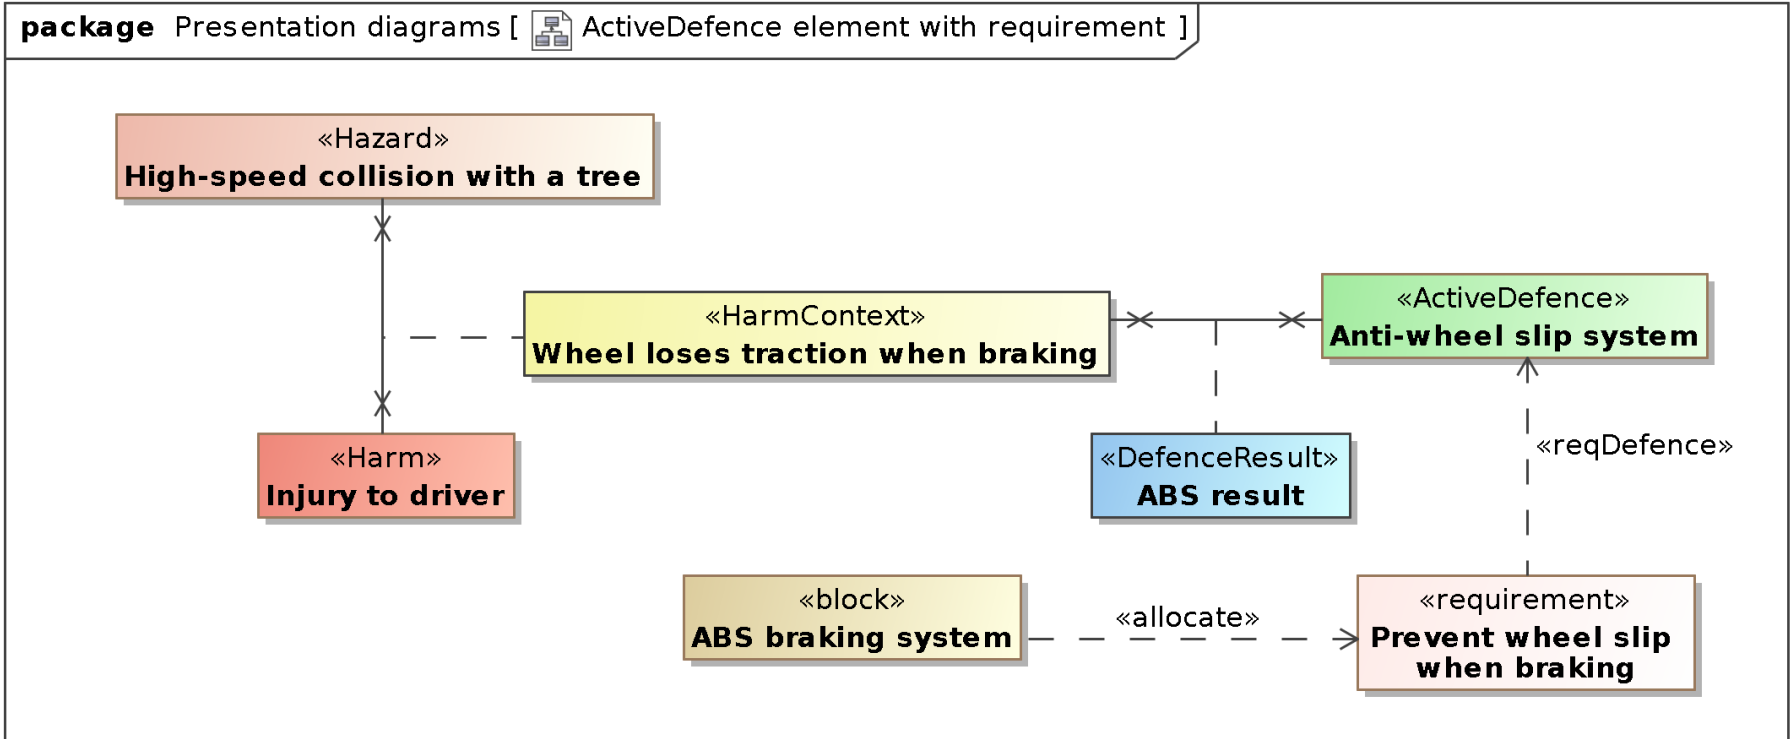 package Presentation diagrams [ ActiveDefence element with requirement ]
«Hazard»
High-speed collision with a tree
«HarmContext»
Wheel loses traction when braking
«ActiveDefence»
Anti-wheel slip system
«Harm»
Injury to driver
«DefenceResult»
ABS result
«reqDefence»
«block»
ABS braking system
«allocate»
«requirement»
Prevent wheel slip
when braking